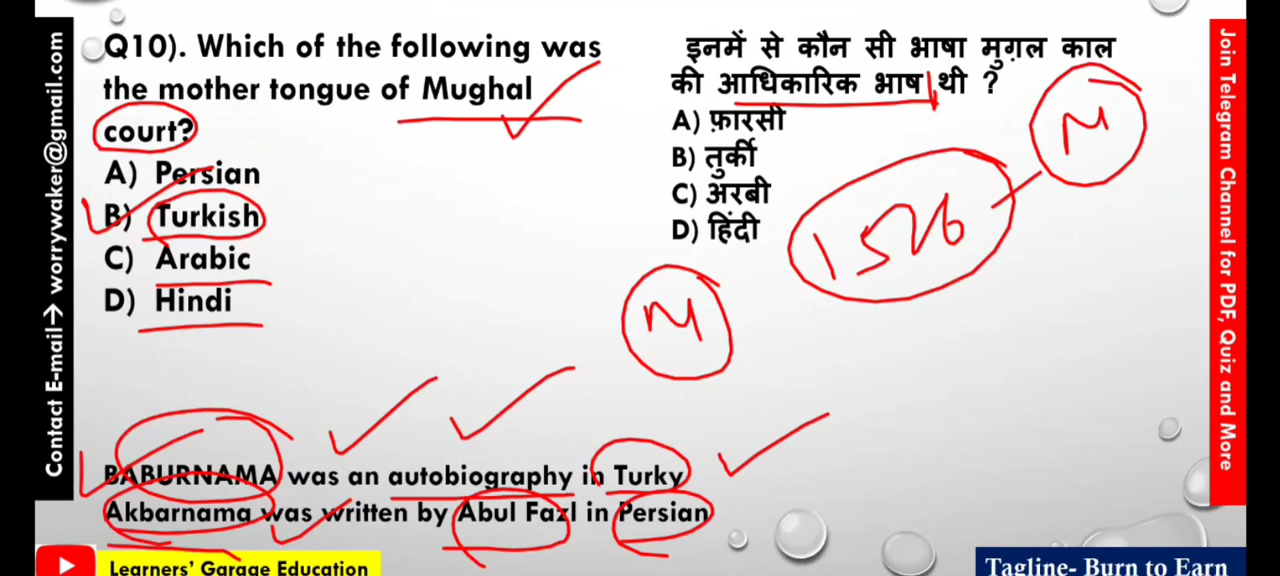 Contact E-mail→ worrywaker@gmail.com
Q10). Which of the following was
the mother tongue of Mughal
court?
A) Persian
B) Turkish
C) Arabic
D) Hindi
इनमें से कौन सी भाषा मुग़ल काल
की आधिकारिक भाषा थी ?
A) फ़ारसी
B) तुर्की
C) अरबी
D) हिंदी
M
1526
M
BABURNAMA was an autobiography in Turky
Akbarnama was written by Abul Fazl in Persian
Learners' Garage Education
Tagline- Burn to Earn
Join Telegram Channel for PDF, Quiz and More